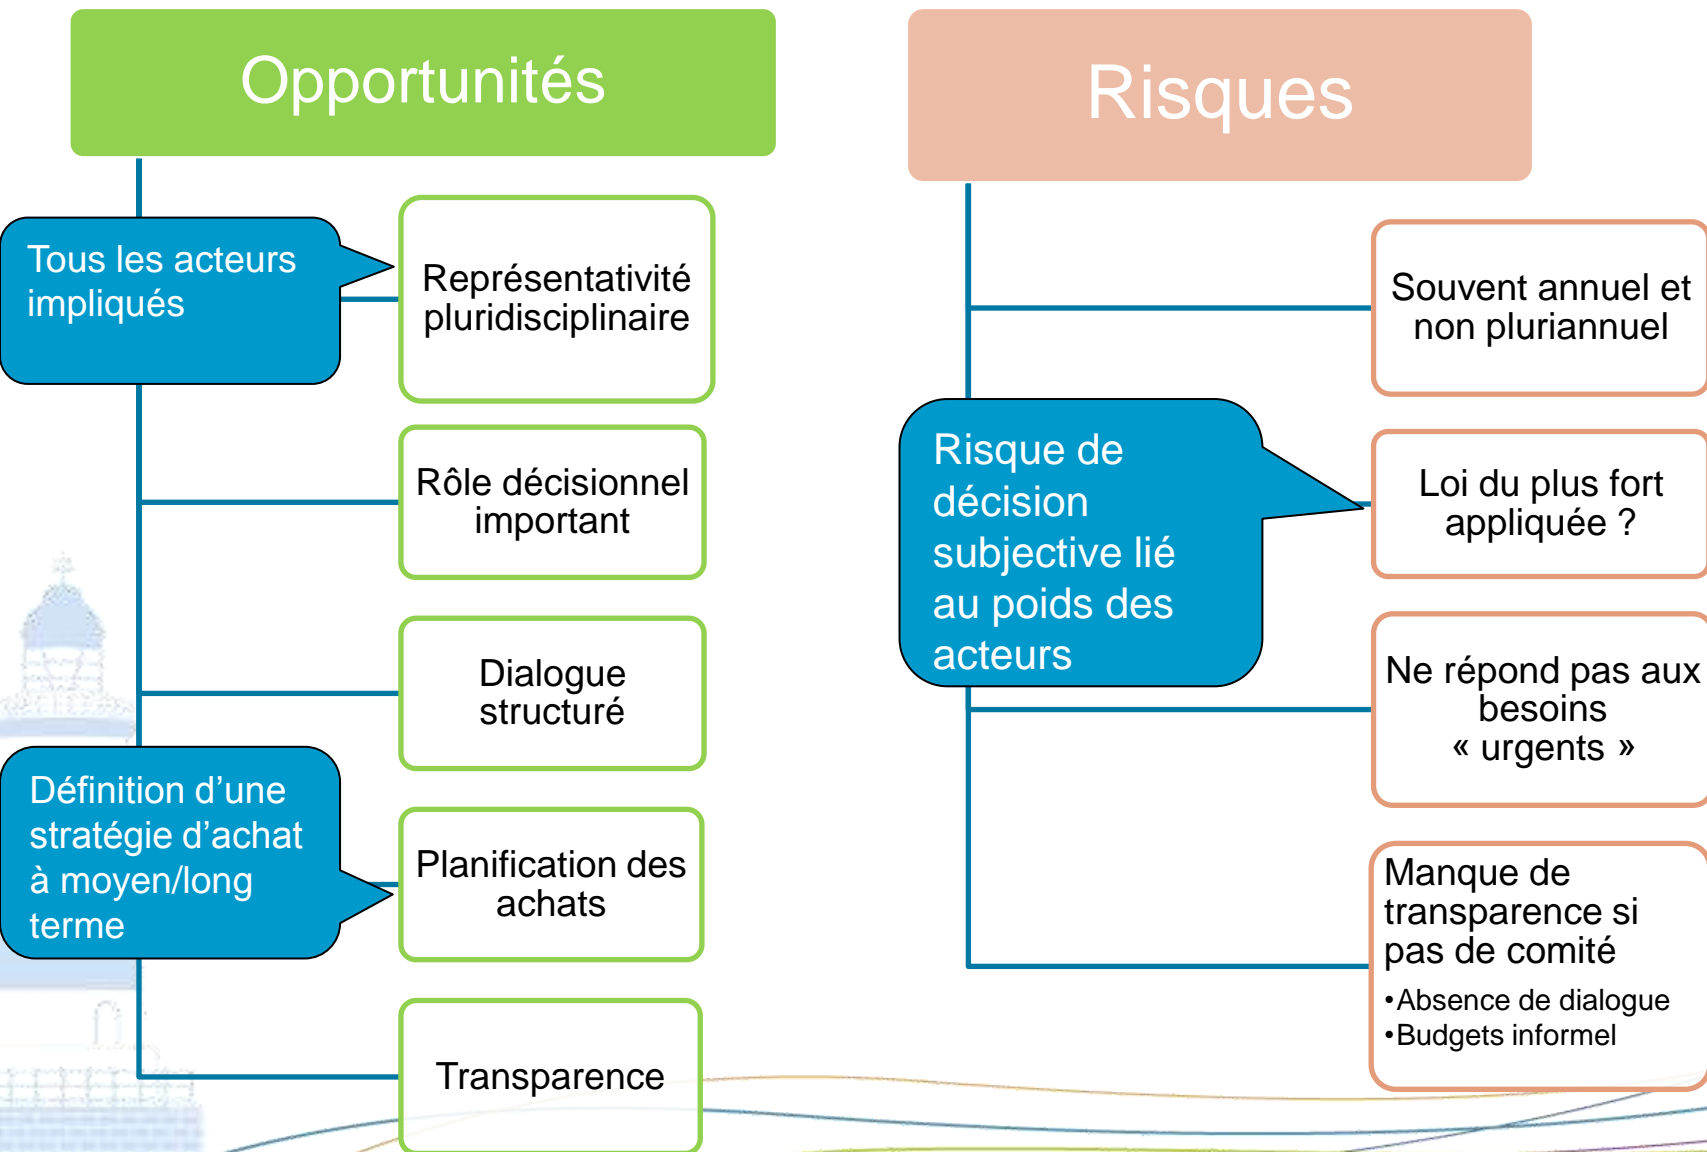 Opportunités
Tous les acteurs
impliqués
Représentativité
pluridisciplinaire
Rôle décisionnel
important
Dialogue
structuré
Définition d’une
stratégie d’achat
à moyen/long
terme
Planification des
achats
Transparence
Risques
Souvent annuel et
non pluriannuel
Risque de
décision
subjective lié
au poids des
acteurs
Loi du plus fort
appliquée ?
Ne répond pas aux
besoins
« urgents »
Manque de
transparence si
pas de comité
•Absence de dialogue
•Budgets informel